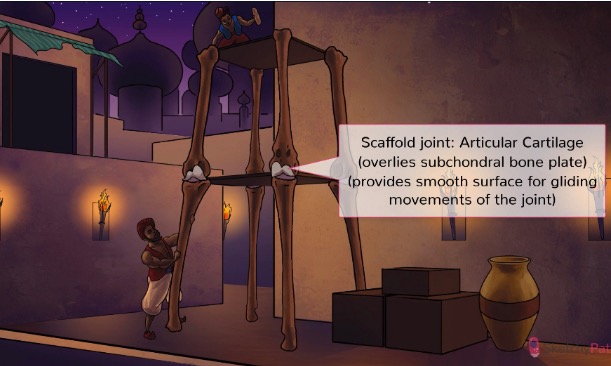 Scaffold joint: Articular Cartilage
(overlies subchondral bone plate)
(provides smooth surface for gliding
movements of the joint)